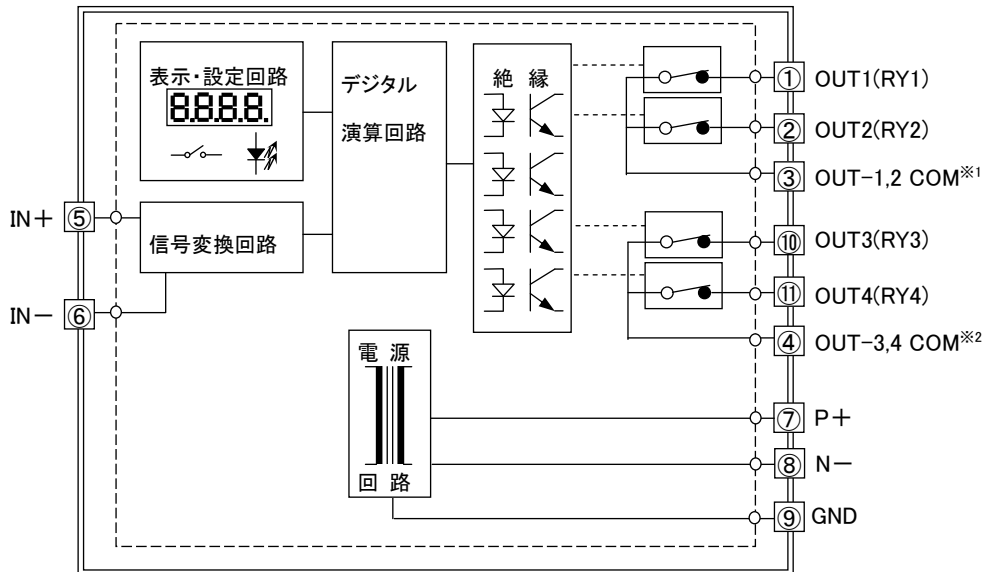 表示・設定回路
8.8.8.8.
デジタル
演算回路
絶 縁
① OUT1(RY1)
② OUT2(RY2)
③ OUT-1,2 COM※1
IN+ ⑤
信号変換回路
⑩ OUT3(RY3)
IN- ⑥
⑪ OUT4(RY4)
④ OUT-3,4 COM※2
電 源
回 路
⑦ P+
⑧ N-
⑨ GND